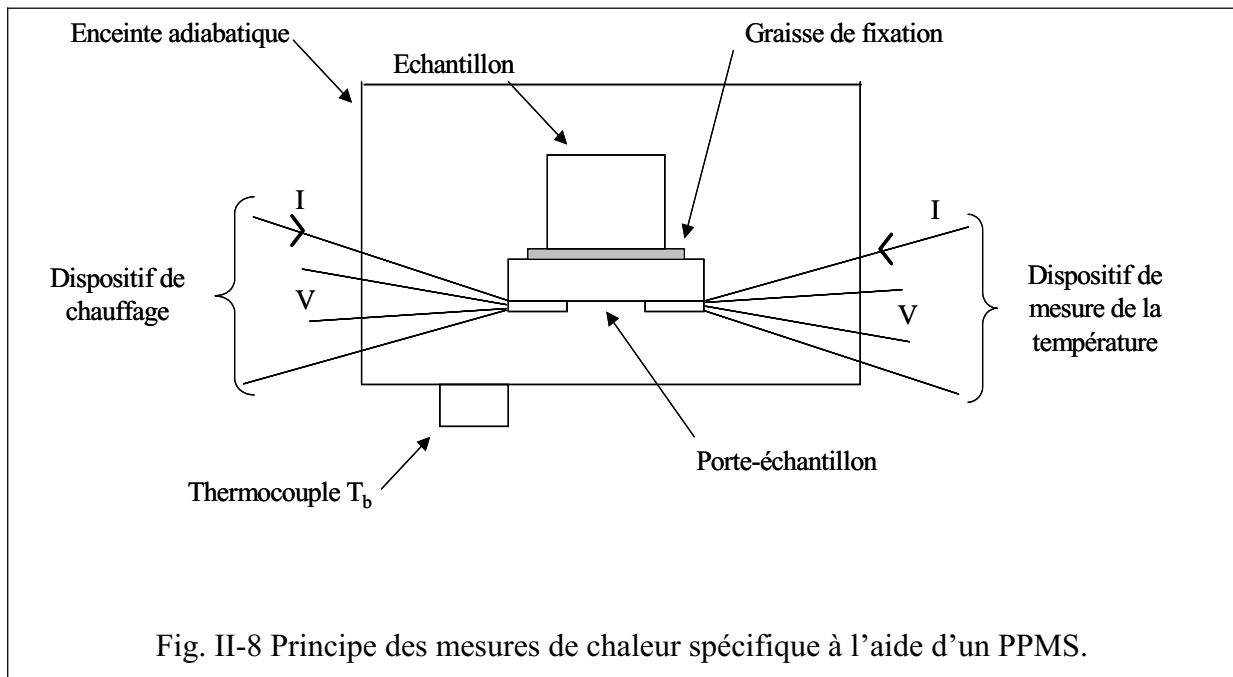 Enceinte adiabatique
Graisse de fixation
Echantillon
I
I
Dispositif de
chauffage
V
V
Dispositif de
mesure de la
température
Porte-échantillon
Thermocouple Tb
Fig. II-8 Principe des mesures de chaleur spécifique à l’aide d’un PPMS.